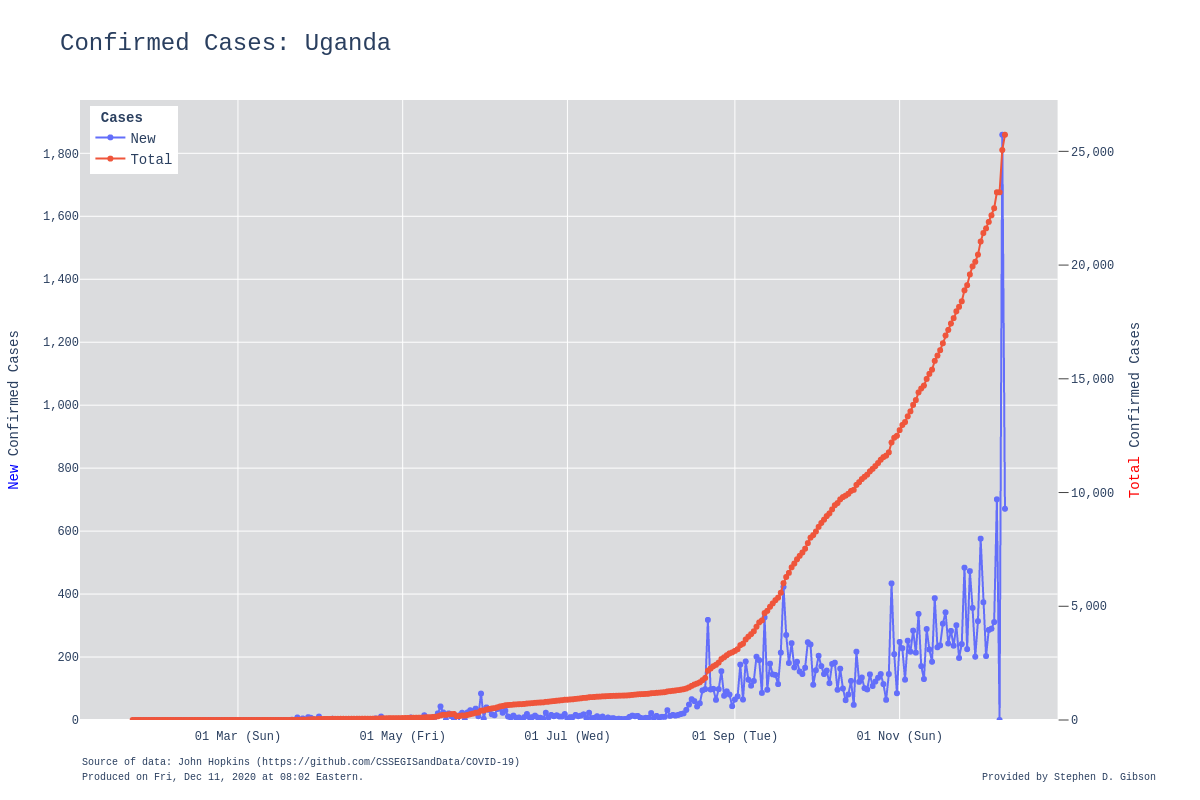 Confirmed Cases: Uganda
Cases
New
Total
1,800
1,600
1,400
1,200
1,000
800
600
400
200
0
New Confirmed Cases
25,000
20,000
15,000
10,000
5,000
0
Total Confirmed Cases
01 Mar (Sun)
01 May (Fri)
01 Jul (Wed)
01 Sep (Tue)
01 Nov (Sun)
Source of data: John Hopkins (https://github.com/CSSEGISandData/COVID-19)
Produced on Fri, Dec 11, 2020 at 08:02 Eastern.
Provided by Stephen D. Gibson